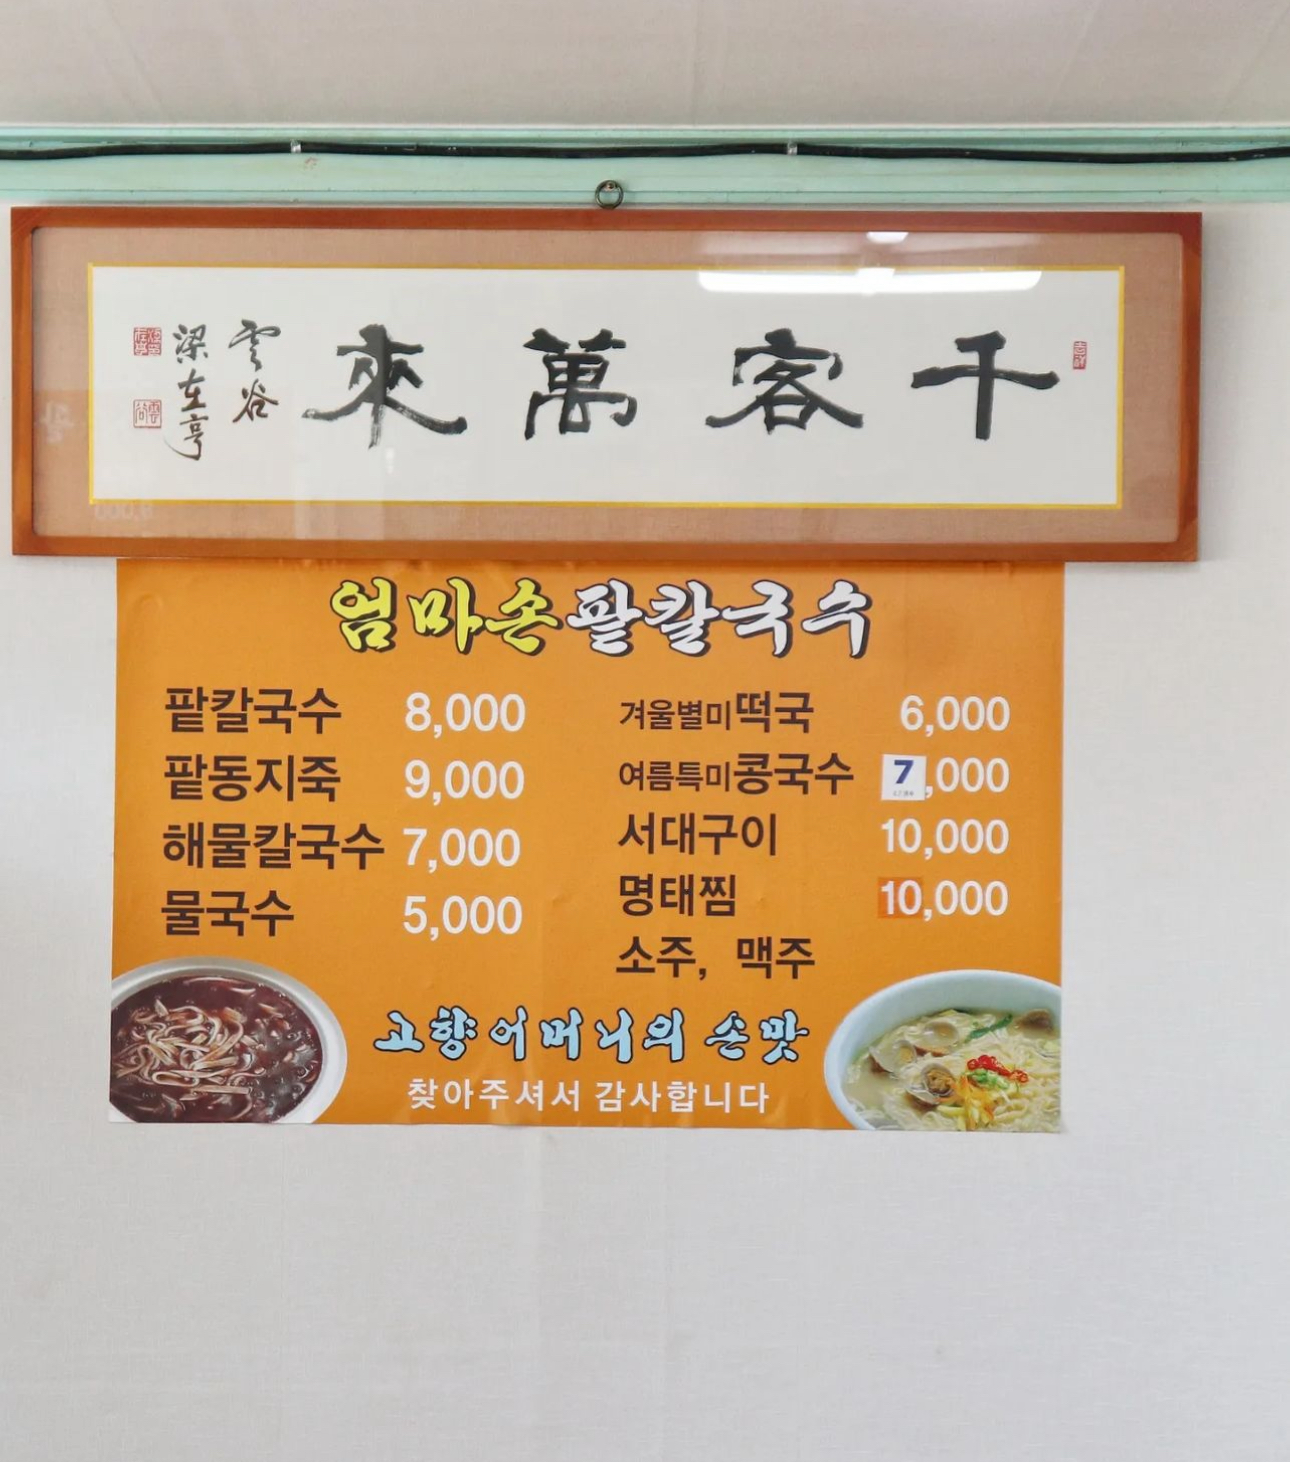 千客萬來
雲谷
梁在亨
엄마손팥칼국수
팥칼국수 8,000
팥동지죽 9,000
해물칼국수 7,000
물국수 5,000
겨울별미떡국 6,000
여름특미콩국수 7,000
서대구이 10,000
명태찜 10,000
소주, 맥주
고향어머니의 손맛
찾아주셔서 감사합니다